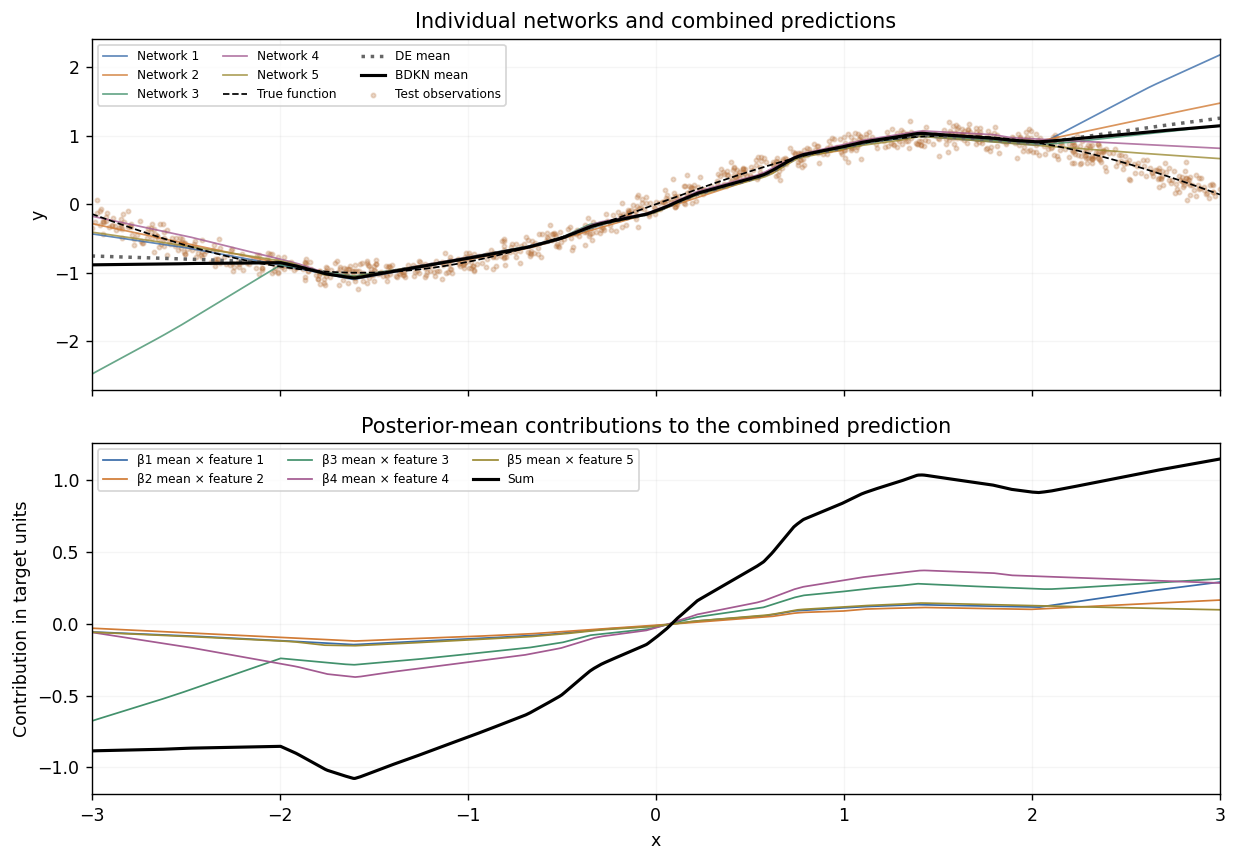 Individual networks and combined predictions
Network 1
Network 2
Network 3
Network 4
Network 5
True function
DE mean
BDKN mean
Test observations
y
2
1
0
−1
−2
Posterior-mean contributions to the combined prediction
β1 mean × feature 1
β2 mean × feature 2
β3 mean × feature 3
β4 mean × feature 4
β5 mean × feature 5
Sum
Contribution in target units
1.0
0.5
0.0
−0.5
−1.0
−3
−2
−1
0
1
2
3
x